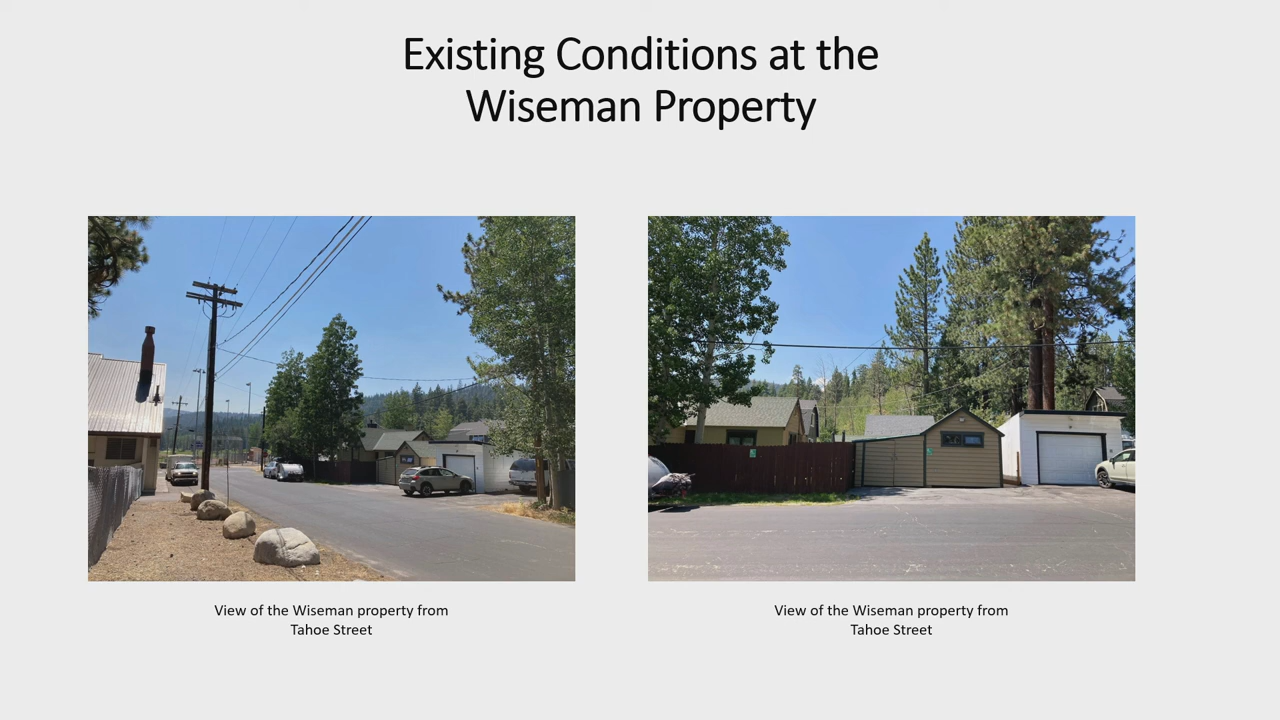 Existing Conditions at the
Wiseman Property
View of the Wiseman property from
Tahoe Street
View of the Wiseman property from
Tahoe Street